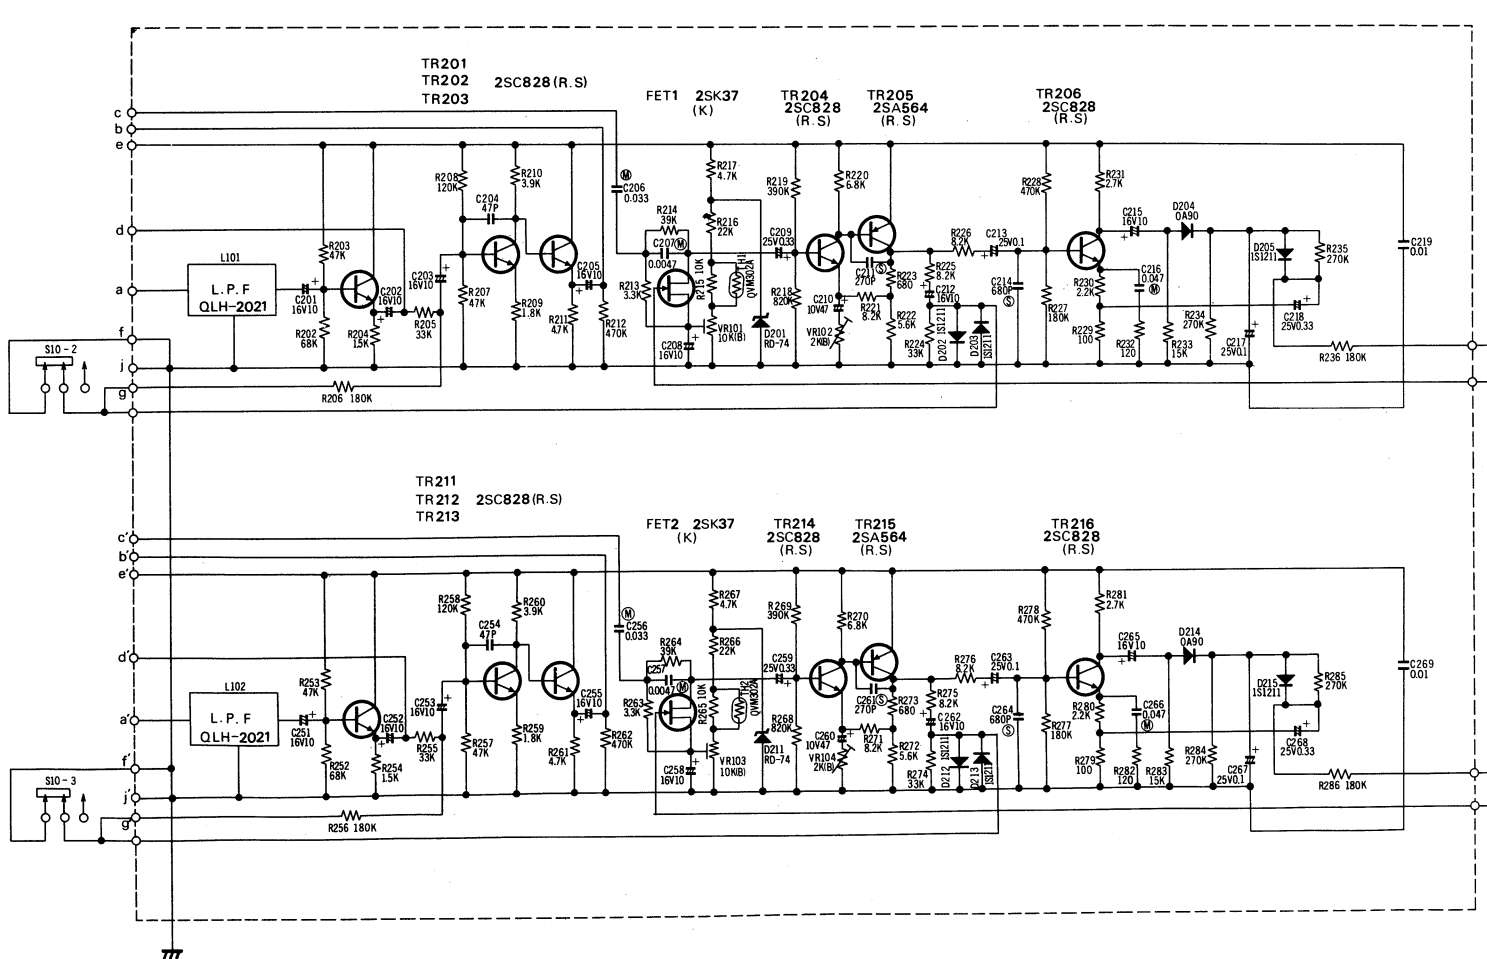 TR201
TR202 2SC828(R.S)
TR203
FET1 2SK37
(K)
TR204
2SC828
(R.S)
TR205
2SA564
(R.S)
TR206
2SC828
(R.S)
c
b
e
d
a
f
j
g
S10-2
L101
L.P.F
QLH-2021
R203
47K
C201
16V10
R202
68K
R204
1.5K
C202
16V10
R205
33K
C203
16V10
R206 180K
R208
120K
C204
47P
R210
3.9K
R207
47K
R209
1.8K
R211
47K
C205
16V10
R212
470K
M
C206
0.033
R214
39K
C207 M
0.0047
R213
3.3K
C208
16V10
R217
4.7K
R216
22K
R215 10K
TH1
QVM302A
VR101
10K(B)
D201
RD-74
R219
390K
C209
25V0.33
R218
820K
R220
6.8K
C210
10V47
VR102
2K(B)
C211 S
270P
R221
8.2K
R223
680
R222
5.6K
R225
8.2K
C212
16V10
R224
33K
D202 1S1211
D203
1S1211
R226
8.2K
C213
25V0.1
C214
680P
S
R228
470K
R227
180K
R231
2.7K
R230
2.2K
R229
100
C215
16V10
C216
0.047
M
R232
120
R233
15K
D204
OA90
R234
270K
C217
25V0.1
D205
1S1211
R235
270K
C218
25V0.33
R236 180K
C219
0.01
TR211
TR212 2SC828(R.S)
TR213
FET2 2SK37
(K)
TR214
2SC828
(R.S)
TR215
2SA564
(R.S)
TR216
2SC828
(R.S)
c'
b'
e'
d'
a'
f'
j'
g'
S10-3
L102
L.P.F
QLH-2021
R253
47K
C251
16V10
R252
68K
R254
1.5K
C252
16V10
R255
33K
C253
16V10
R256 180K
R258
120K
C254
47P
R260
3.9K
R257
47K
R259
1.8K
R261
4.7K
C255
16V10
R262
470K
M
C256
0.033
R264
39K
C257
0.0047
M
R263
3.3K
C258
16V10
R267
4.7K
R266
22K
R265 10K
TH2
QVM302A
VR103
10K(B)
D211
RD-74
R269
390K
C259
25V0.33
R268
820K
R270
6.8K
C260
10V47
VR104
2K(B)
C261 S
270P
R271
8.2K
R273
680
R272
5.6K
R275
8.2K
C262
16V10
R274
33K
D212 1S1211
D213
1S1211
R276
8.2K
C263
25V0.1
C264
680P
S
R278
470K
R277
180K
R281
2.7K
R280
2.2K
R279
100
C265
16V10
C266
0.047
M
R282
120
R283
15K
D214
OA90
R284
270K
C267
25V0.1
D215
1S1211
R285
270K
C268
25V0.33
R286 180K
C269
0.01